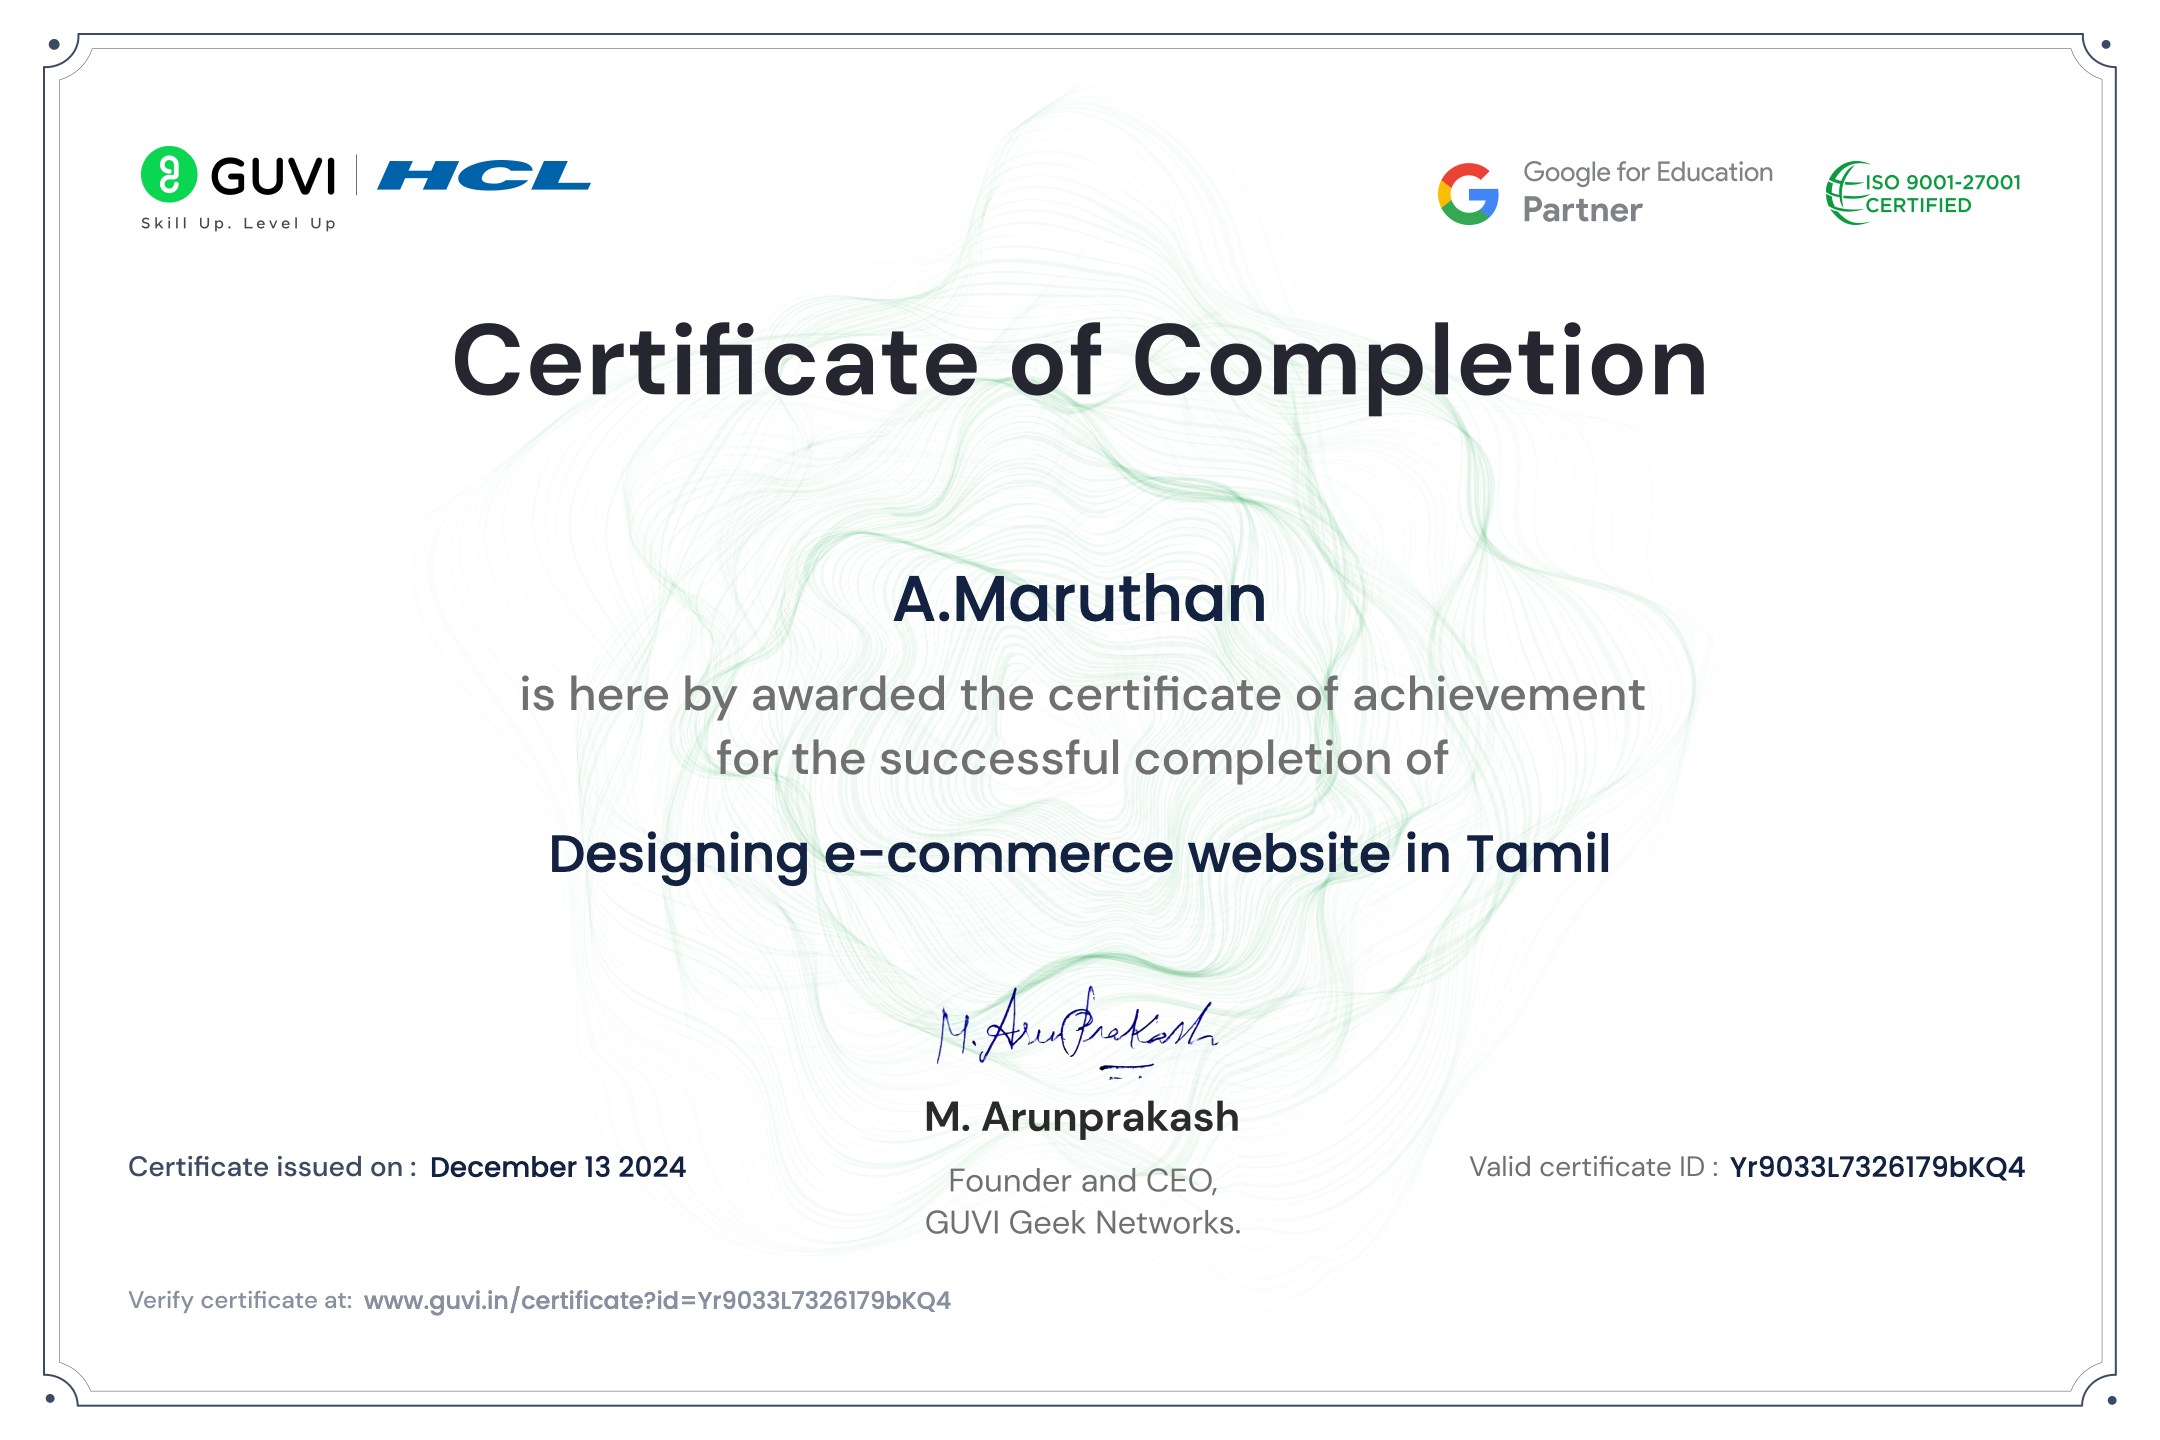 GUVI | HCL
Skill Up. Level Up
Google for Education
Partner
ISO 9001-27001
CERTIFIED
Certificate of Completion
A.Maruthan
is here by awarded the certificate of achievement
for the successful completion of
Designing e-commerce website in Tamil
M. ArunPrakash
M. Arunprakash
Founder and CEO,
GUVI Geek Networks.
Certificate issued on : December 13 2024
Valid certificate ID : Yr9033L7326179bKQ4
Verify certificate at: www.guvi.in/certificate?id=Yr9033L7326179bKQ4